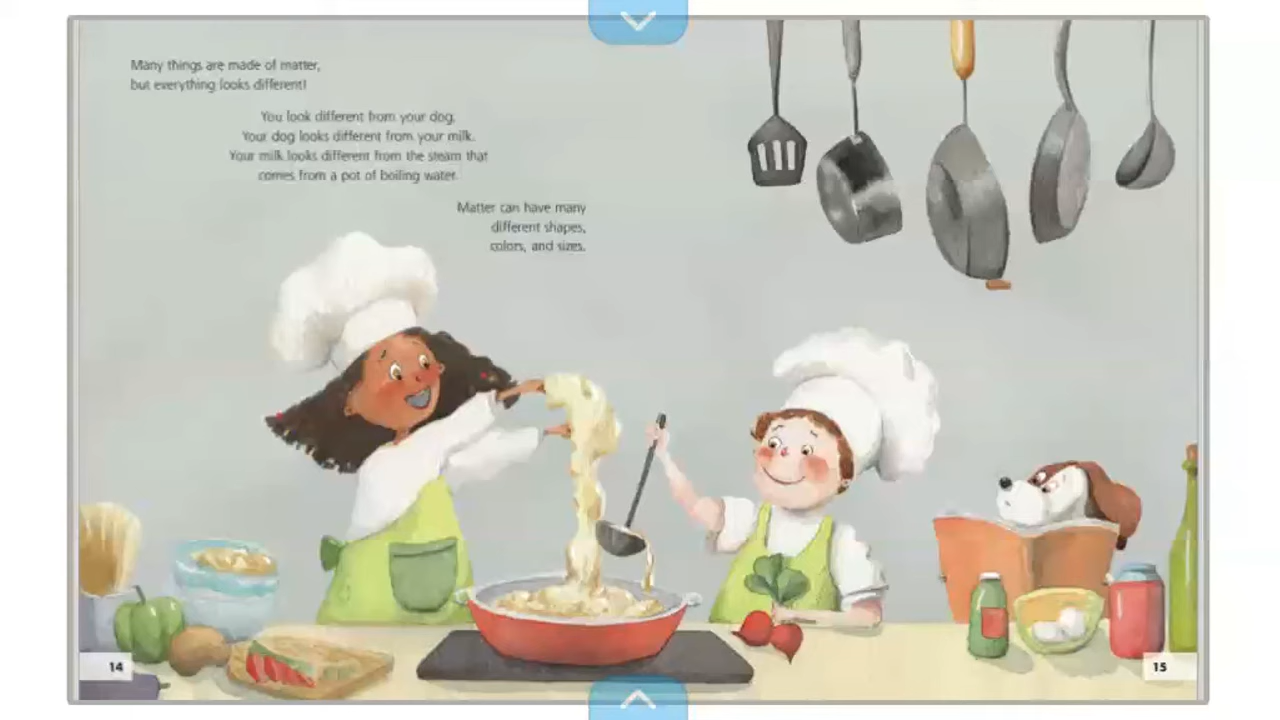 Many things are made of matter,
but everything looks different!
You look different from your dog.
Your dog looks different from your milk.
Your milk looks different from the steam that
comes from a pot of boiling water.
Matter can have many
different shapes,
colors, and sizes.
14
15